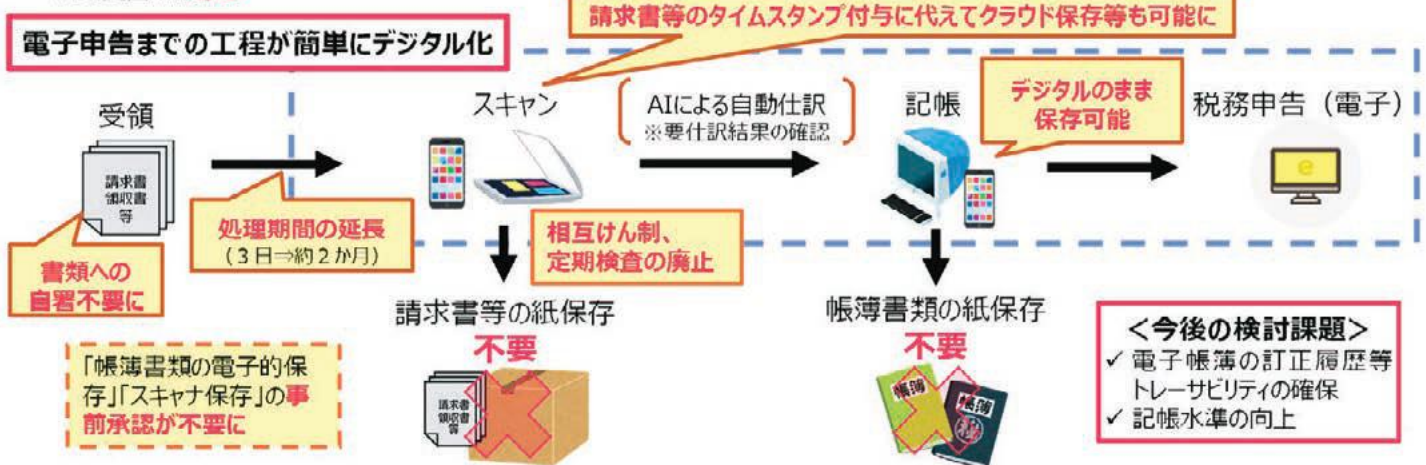 請求書等のタイムスタンプ付与に代えてクラウド保存等も可能に
電子申告までの工程が簡単にデジタル化
受領
請求書
領収書
等
書類への
自署不要に
処理期間の延長
(3日⇒約2か月)
スキャン
AIによる自動仕訳
※要仕訳結果の確認
記帳
デジタルのまま
保存可能
税務申告(電子)
e
相互けん制、
定期検査の廃止
請求書等の紙保存
不要
請求書
領収書
等
帳簿書類の紙保存
不要
帳簿
帳簿
「帳簿書類の電子的保
存」「スキャナ保存」の事
前承認が不要に
<今後の検討課題>
✓ 電子帳簿の訂正履歴等
トレーサビリティの確保
✓ 記帳水準の向上